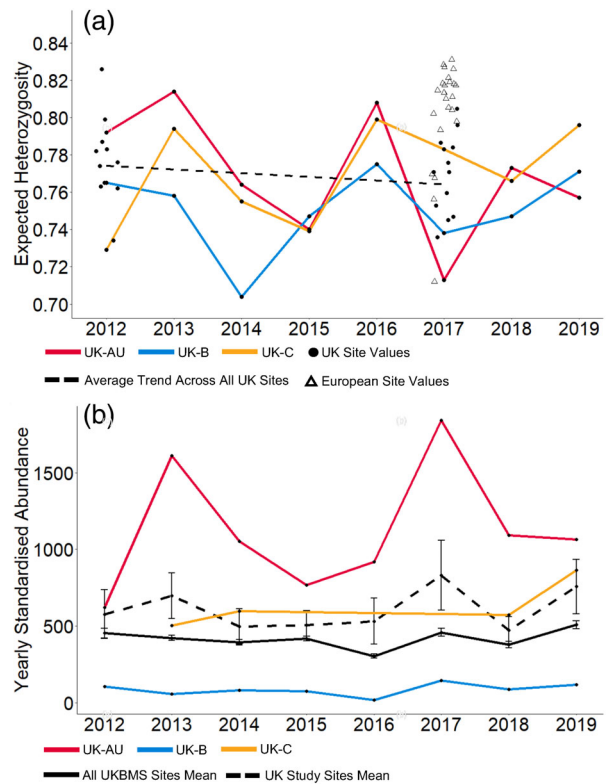 (a)
Expected Heterozygosity
0.84
0.82
0.80
0.78
0.76
0.74
0.72
0.70
2012 2013 2014 2015 2016 2017 2018 2019
UK-AU UK-B UK-C UK Site Values
Average Trend Across All UK Sites European Site Values
(b)
Yearly Standardised Abundance
1500
1000
500
0
2012 2013 2014 2015 2016 2017 2018 2019
UK-AU UK-B UK-C
All UKBMS Sites Mean UK Study Sites Mean